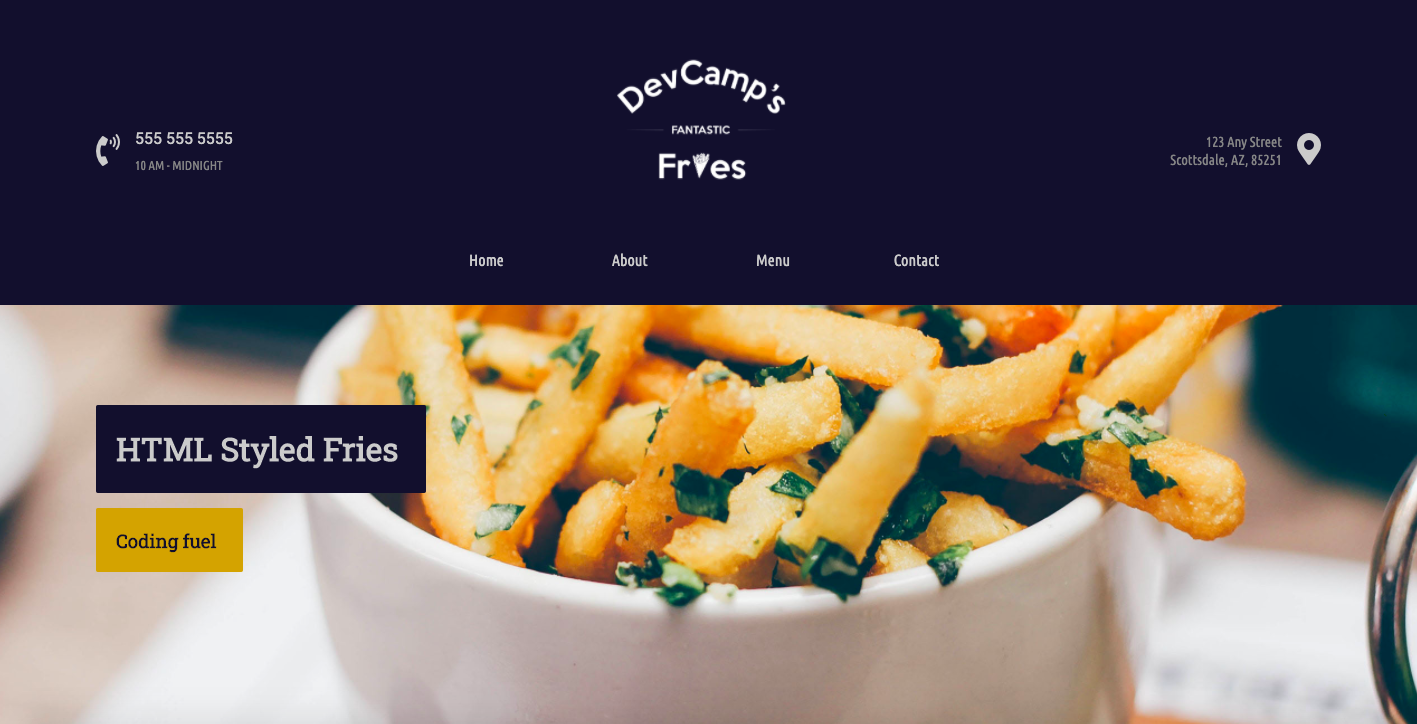 DevCamp's
FANTASTIC
Fries
555 555 5555
10 AM - MIDNIGHT
123 Any Street
Scottsdale, AZ, 85251
Home
About
Menu
Contact
HTML Styled Fries
Coding fuel